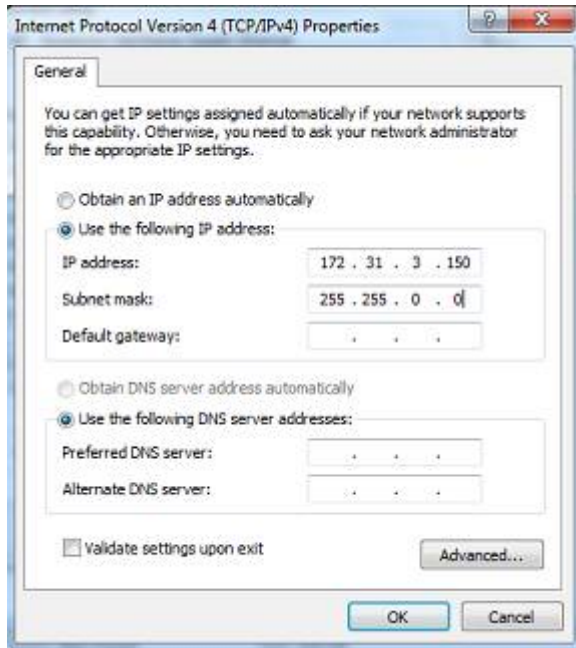 Internet Protocol Version 4 (TCP/IPv4) Properties
General
You can get IP settings assigned automatically if your network supports
this capability. Otherwise, you need to ask your network administrator
for the appropriate IP settings.
Obtain an IP address automatically
Use the following IP address:
IP address: 172 . 31 . 3 . 150
Subnet mask: 255 . 255 . 0 . 0
Default gateway: . . .
Obtain DNS server address automatically
Use the following DNS server addresses:
Preferred DNS server: . . .
Alternate DNS server: . . .
Validate settings upon exit
Advanced...
OK Cancel